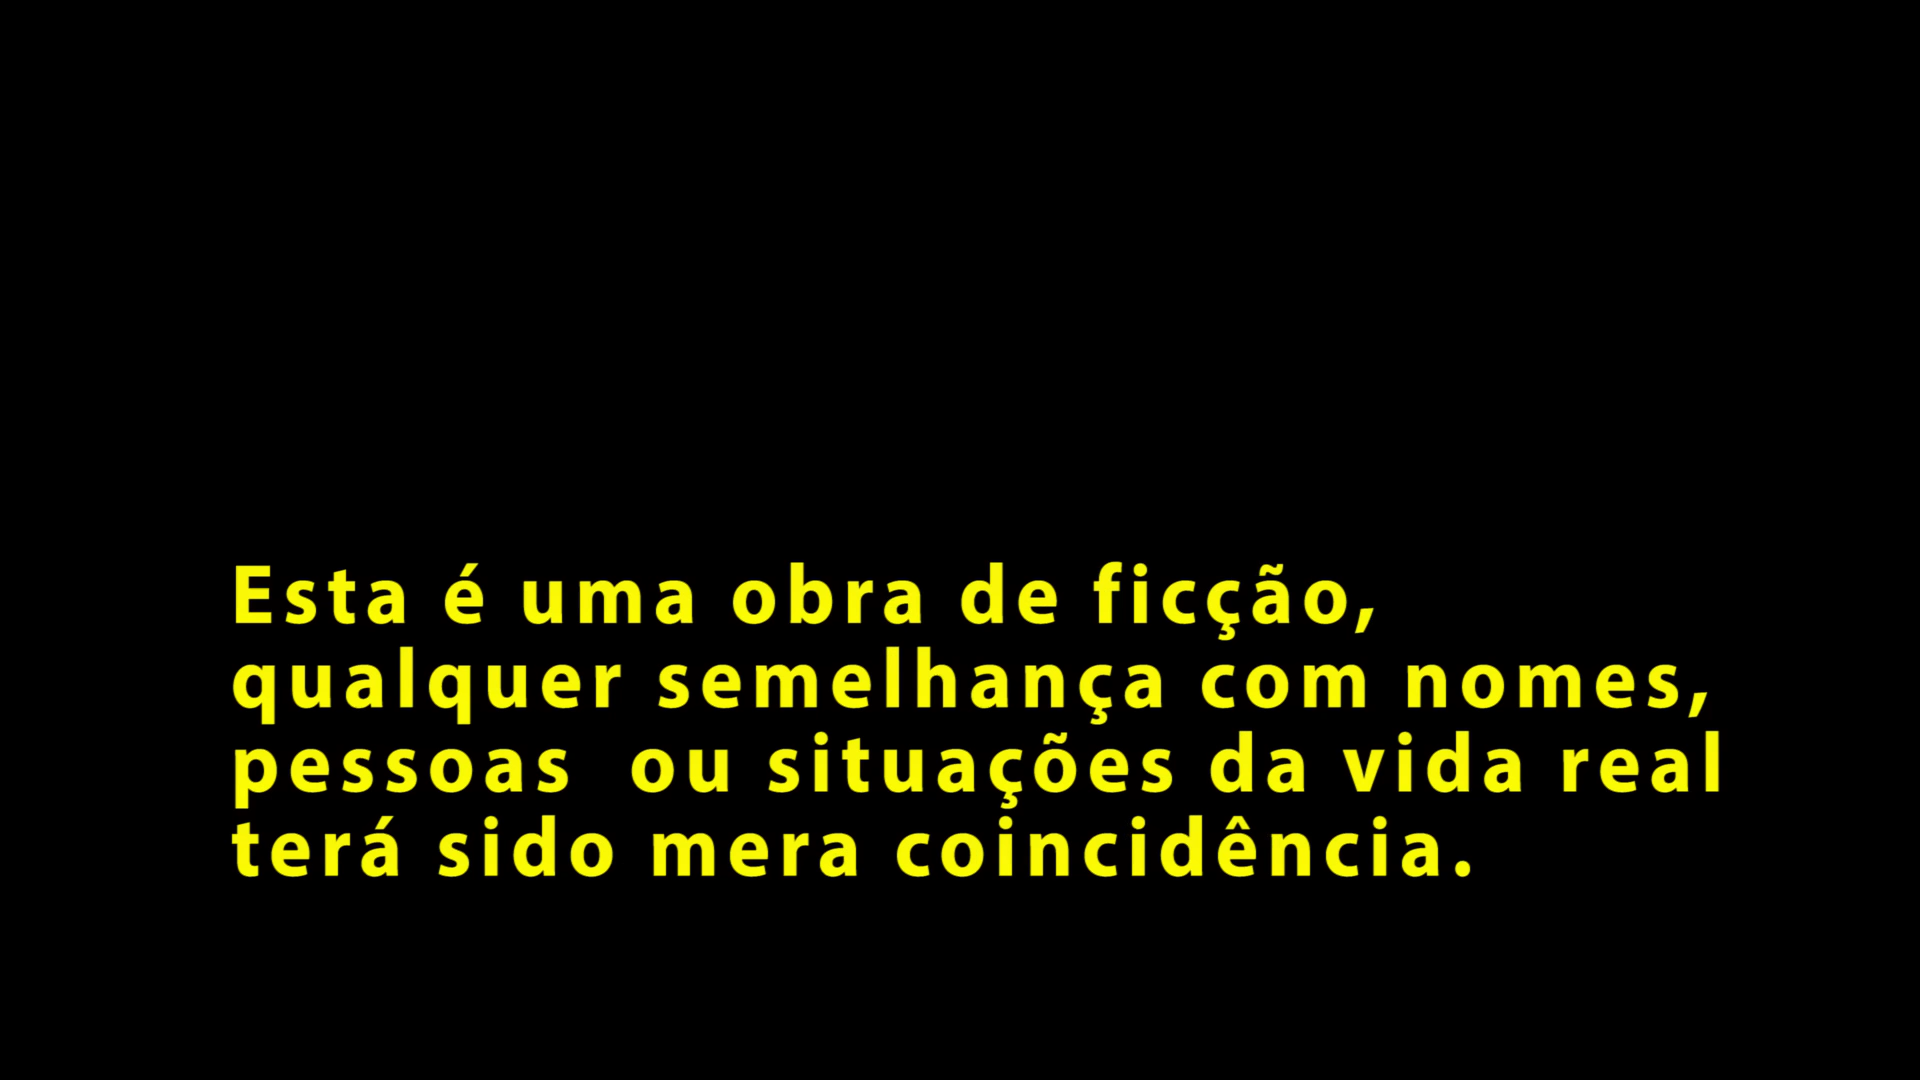 Esta é uma obra de ficção,
qualquer semelhança com nomes,
pessoas  ou situações da vida real
terá sido mera coincidência.